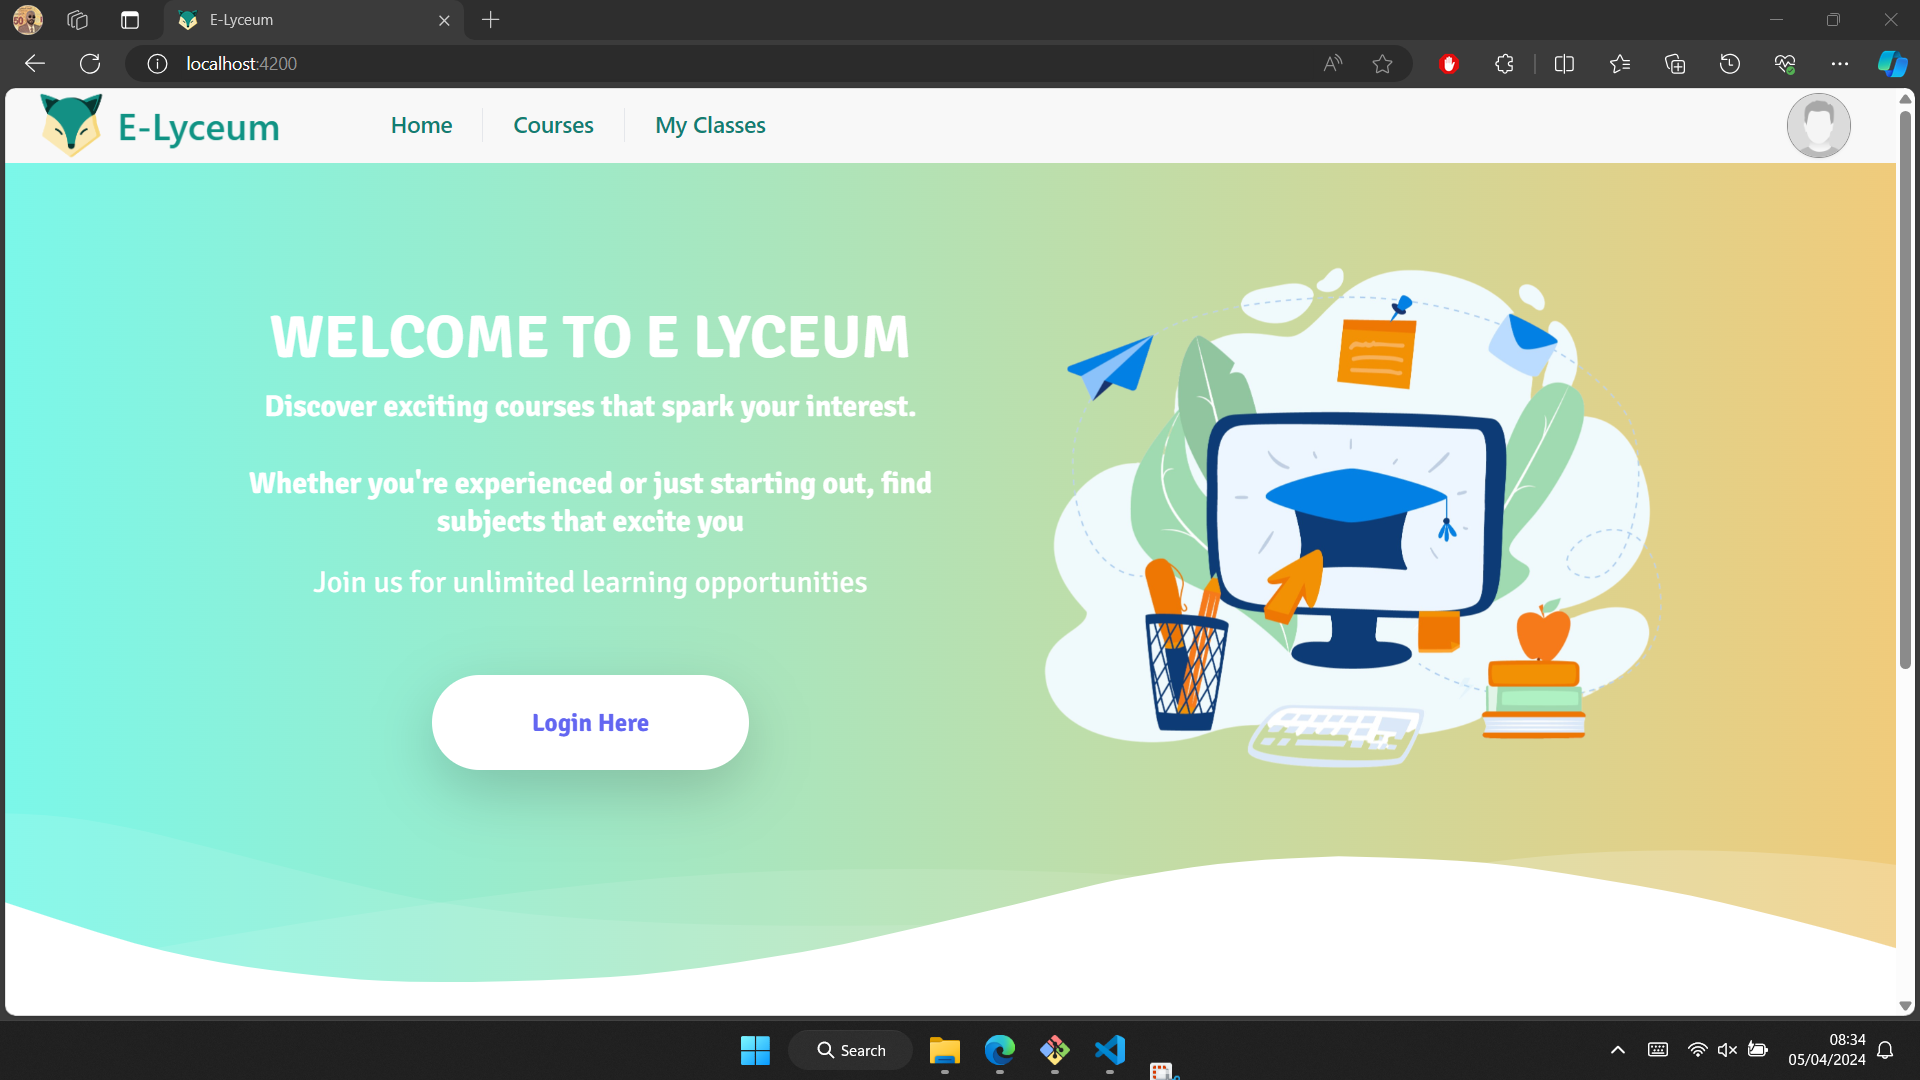 E-Lyceum
localhost:4200
E-Lyceum
Home
Courses
My Classes
WELCOME TO E LYCEUM
Discover exciting courses that spark your interest.
Whether you're experienced or just starting out, find
subjects that excite you
Join us for unlimited learning opportunities
Login Here
Search
08:34
05/04/2024